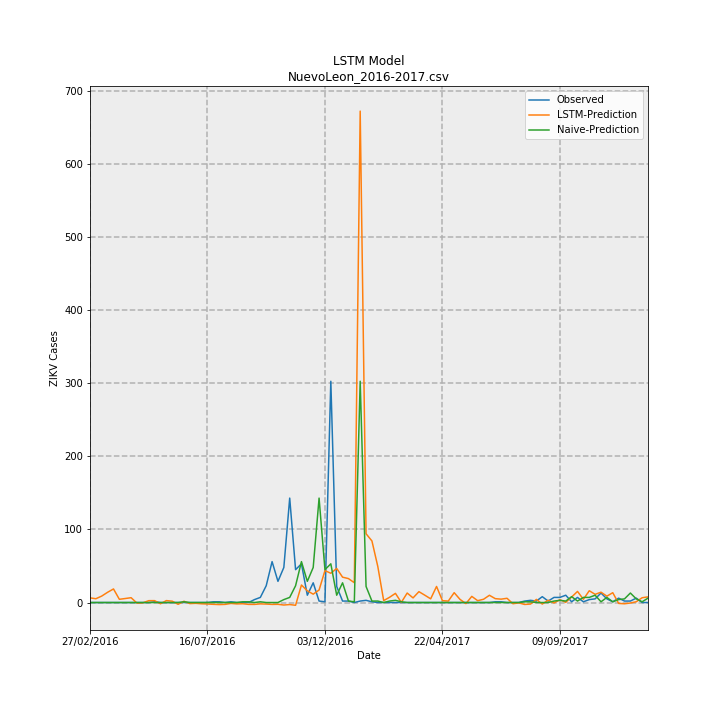 LSTM Model
NuevoLeon_2016-2017.csv
Observed
LSTM-Prediction
Naive-Prediction
ZIKV Cases
700
600
500
400
300
200
100
0
27/02/2016 16/07/2016 03/12/2016 22/04/2017 09/09/2017
Date